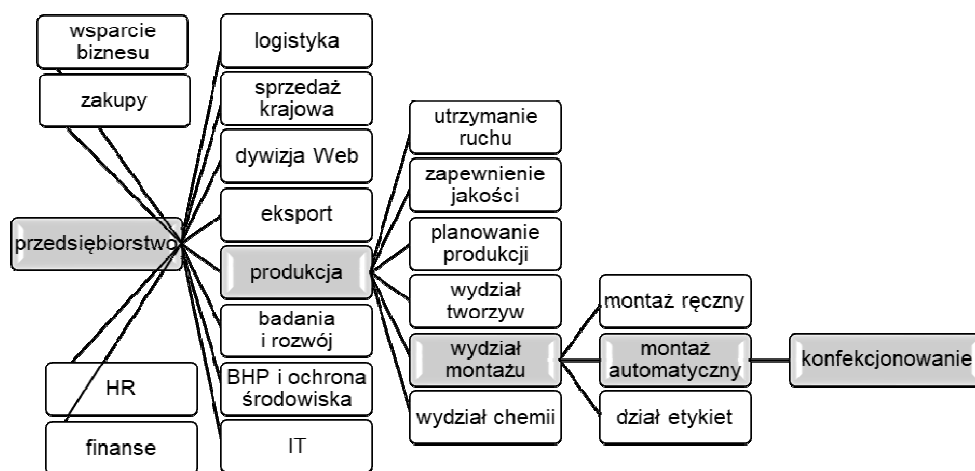 wsparcie
biznesu
zakupy
przedsiębiorstwo
HR
finanse
logistyka
sprzedaż
krajowa
dywizja Web
eksport
produkcja
badania
i rozwój
BHP i ochrona
środowiska
IT
utrzymanie
ruchu
zapewnienie
jakości
planowanie
produkcji
wydział
tworzyw
wydział
montażu
wydział chemii
montaż ręczny
montaż
automatyczny
dział etykiet
konfekcjonowanie